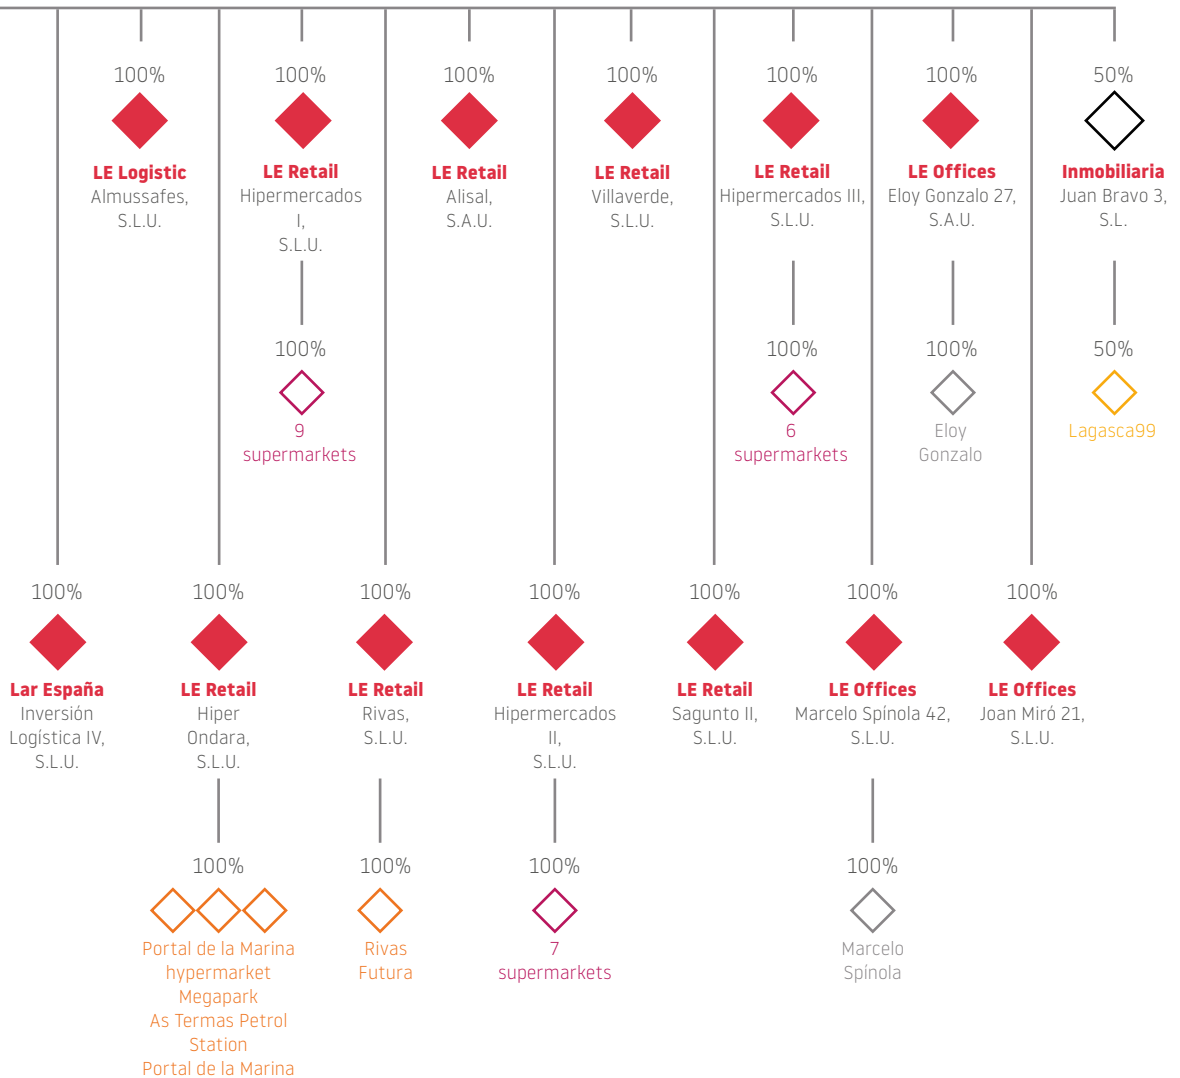 100%
LE Logistic
Almussafes,
S.L.U.
100%
LE Retail
Hipermercados
I,
S.L.U.
100%
9
supermarkets
100%
LE Retail
Alisal,
S.A.U.
100%
LE Retail
Villaverde,
S.L.U.
100%
LE Retail
Hipermercados III,
S.L.U.
100%
6
supermarkets
100%
LE Offices
Eloy Gonzalo 27,
S.A.U.
100%
Eloy
Gonzalo
50%
Inmobiliaria
Juan Bravo 3,
S.L.
50%
Lagasca99
100%
Lar España
Inversión
Logística IV,
S.L.U.
100%
LE Retail
Hiper
Ondara,
S.L.U.
100%
Portal de la Marina
hypermarket
Megapark
As Termas Petrol
Station
Portal de la Marina
100%
LE Retail
Rivas,
S.L.U.
100%
Rivas
Futura
100%
LE Retail
Hipermercados
II,
S.L.U.
100%
7
supermarkets
100%
LE Retail
Sagunto II,
S.L.U.
100%
LE Offices
Marcelo Spínola 42,
S.L.U.
100%
Marcelo
Spínola
100%
LE Offices
Joan Miró 21,
S.L.U.